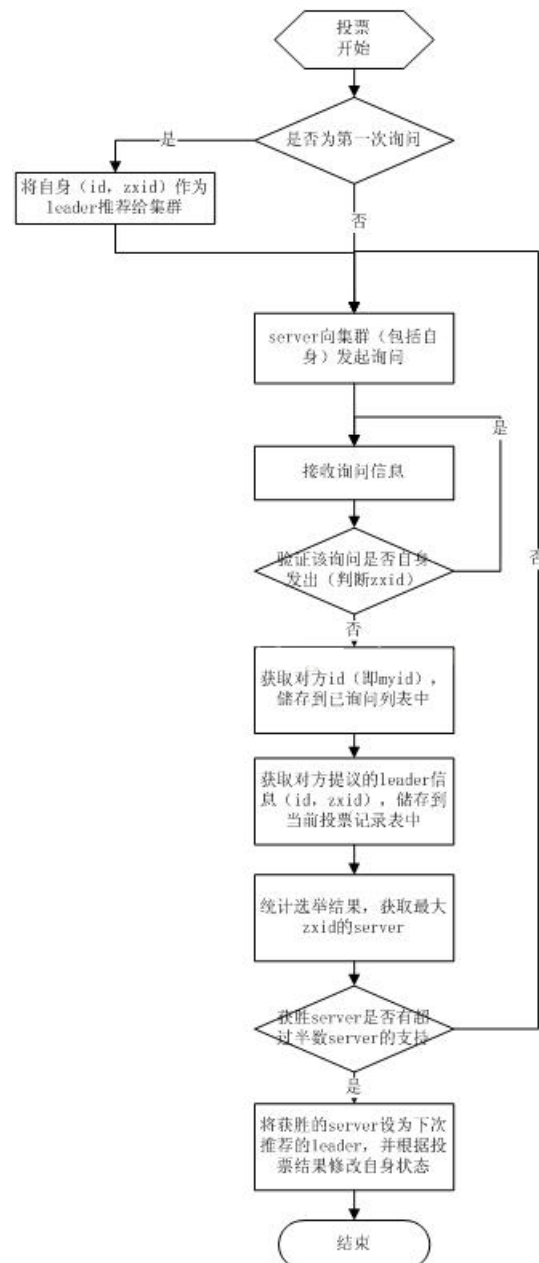 投票
开始
是否为第一次询问
是
将自身（id，zxid）作为
leader推荐给集群
否
server向集群（包括自
身）发起询问
是
接收询问信息
验证该询问是否自身
发出（判断zxid）
否
否
获取对方id（即myid），
储存到已询问列表中
获取对方提议的leader信
息（id，zxid），储存到
当前投票记录表中
统计选举结果，获取最大
zxid的server
获胜server是否有超
过半数server的支持
是
将获胜的server设为下次
推荐的leader，并根据投
票结果修改自身状态
结束